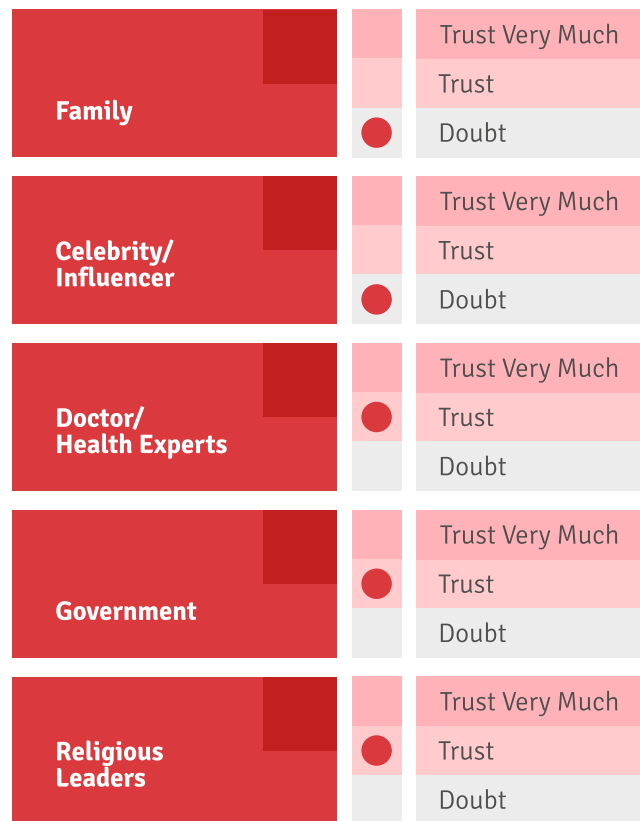 Family
Trust Very Much
Trust
Doubt
Celebrity/
Influencer
Trust Very Much
Trust
Doubt
Doctor/
Health Experts
Trust Very Much
Trust
Doubt
Government
Trust Very Much
Trust
Doubt
Religious
Leaders
Trust Very Much
Trust
Doubt